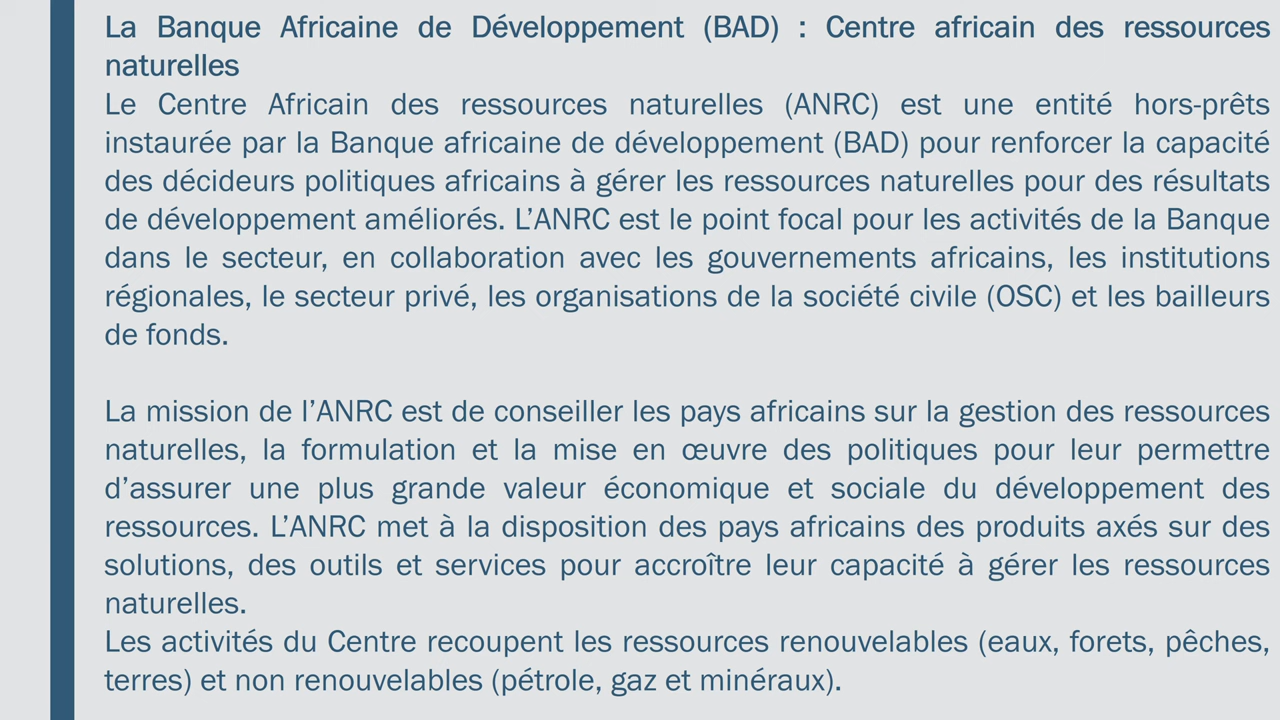 La Banque Africaine de Développement (BAD) : Centre africain des ressources
naturelles
Le Centre Africain des ressources naturelles (ANRC) est une entité hors-prêts
instaurée par la Banque africaine de développement (BAD) pour renforcer la capacité
des décideurs politiques africains à gérer les ressources naturelles pour des résultats
de développement améliorés. L’ANRC est le point focal pour les activités de la Banque
dans le secteur, en collaboration avec les gouvernements africains, les institutions
régionales, le secteur privé, les organisations de la société civile (OSC) et les bailleurs
de fonds.
La mission de l’ANRC est de conseiller les pays africains sur la gestion des ressources
naturelles, la formulation et la mise en œuvre des politiques pour leur permettre
d’assurer une plus grande valeur économique et sociale du développement des
ressources. L’ANRC met à la disposition des pays africains des produits axés sur des
solutions, des outils et services pour accroître leur capacité à gérer les ressources
naturelles.
Les activités du Centre recoupent les ressources renouvelables (eaux, forets, pêches,
terres) et non renouvelables (pétrole, gaz et minéraux).